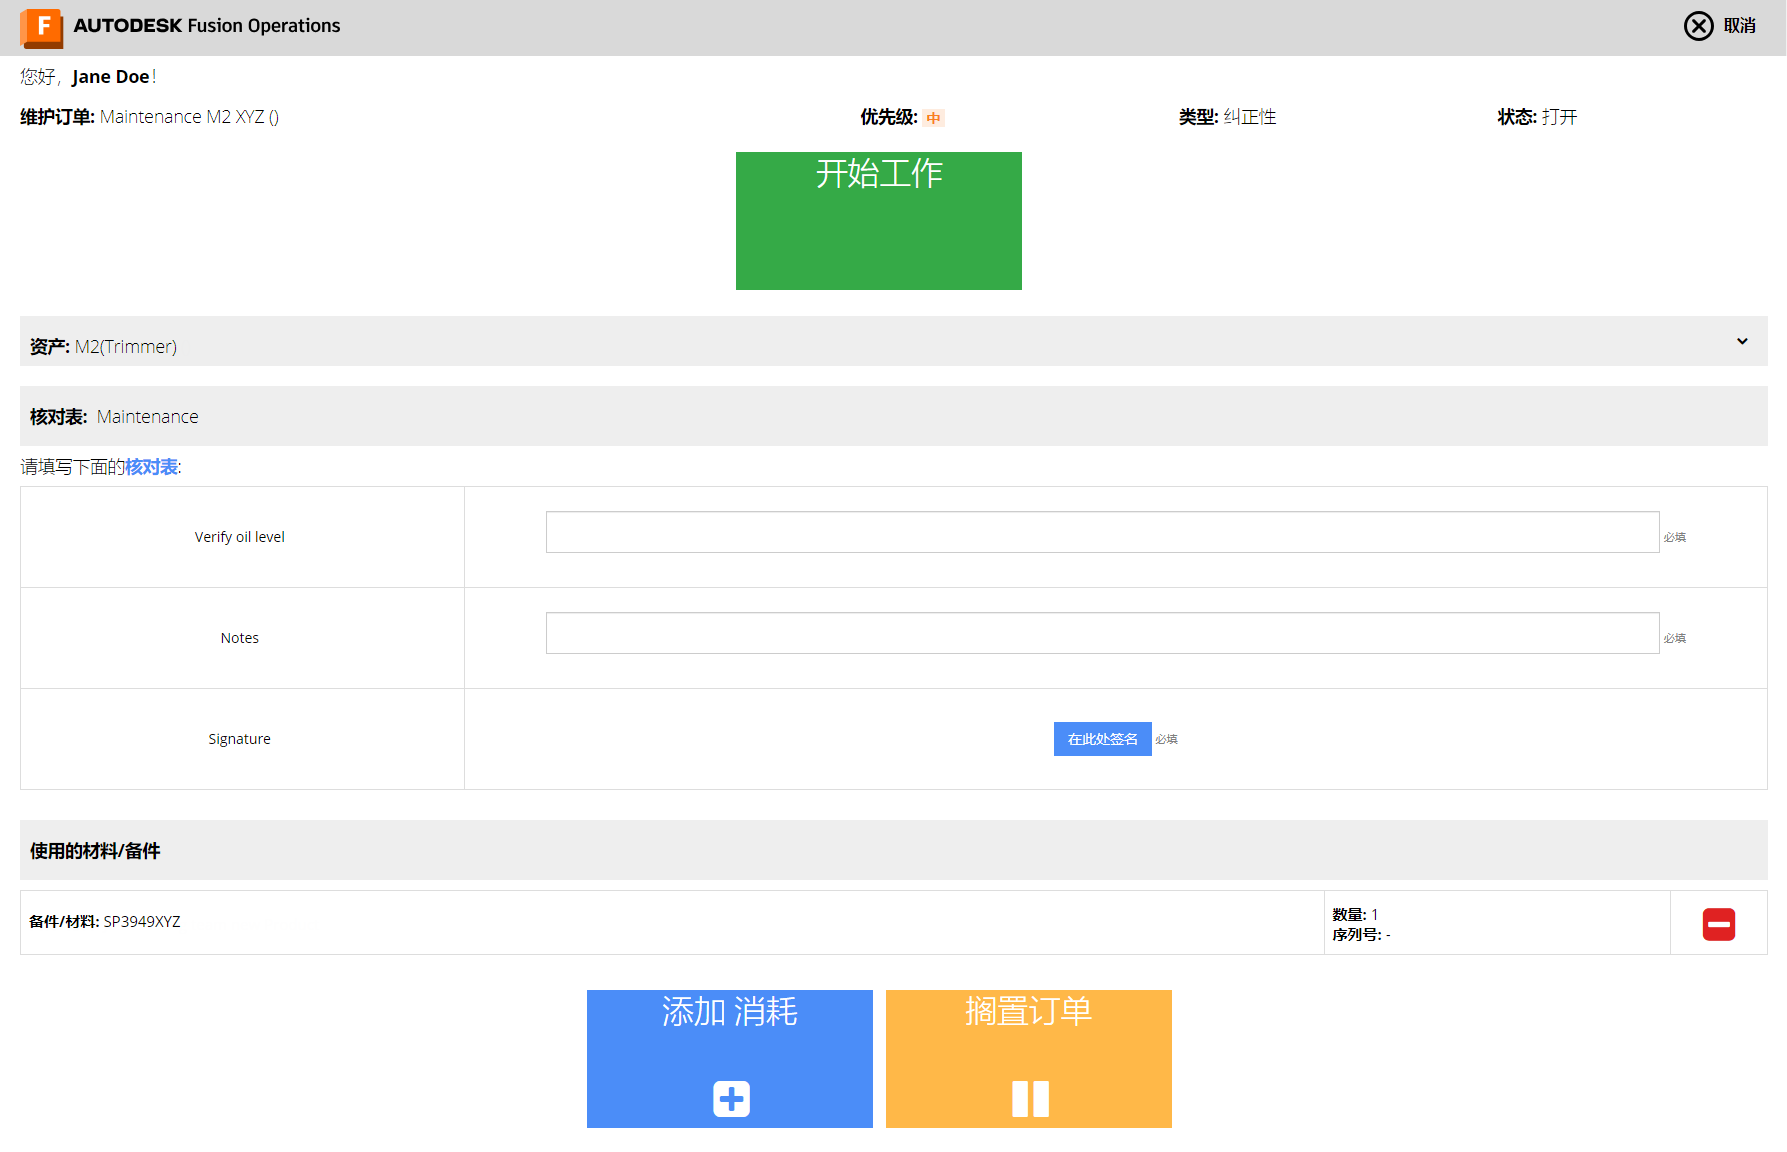 F AUTODESK Fusion Operations 取消
您好，Jane Doe！
维护订单: Maintenance M2 XYZ () 优先级: 中 类型: 纠正性 状态: 打开
开始工作
资产: M2(Trimmer)
核对表: Maintenance
请填写下面的核对表:
Verify oil level 必填
Notes 必填
Signature 在此处签名 必填
使用的材料/备件
备件/材料: SP3949XYZ
数量: 1
序列号: -
添加 消耗 搁置订单